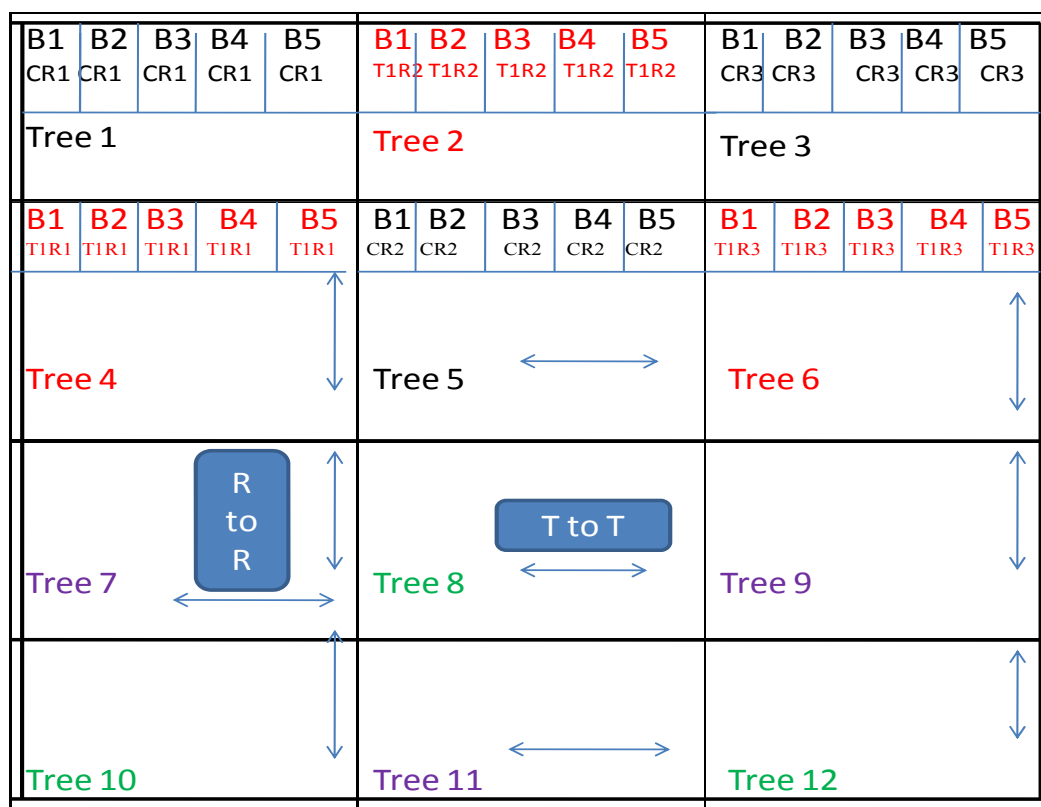 B1 B2 B3 B4 B5
CR1 CR1 CR1 CR1 CR1
Tree 1
B1 B2 B3 B4 B5
T1R2 T1R2 T1R2 T1R2 T1R2
Tree 2
B1 B2 B3 B4 B5
CR3 CR3 CR3 CR3 CR3
Tree 3
B1 B2 B3 B4 B5
T1R1 T1R1 T1R1 T1R1 T1R1
Tree 4
B1 B2 B3 B4 B5
CR2 CR2 CR2 CR2 CR2
Tree 5
B1 B2 B3 B4 B5
T1R3 T1R3 T1R3 T1R3 T1R3
Tree 6
R
to
R
Tree 7
T to T
Tree 8
Tree 9
Tree 10
Tree 11
Tree 12